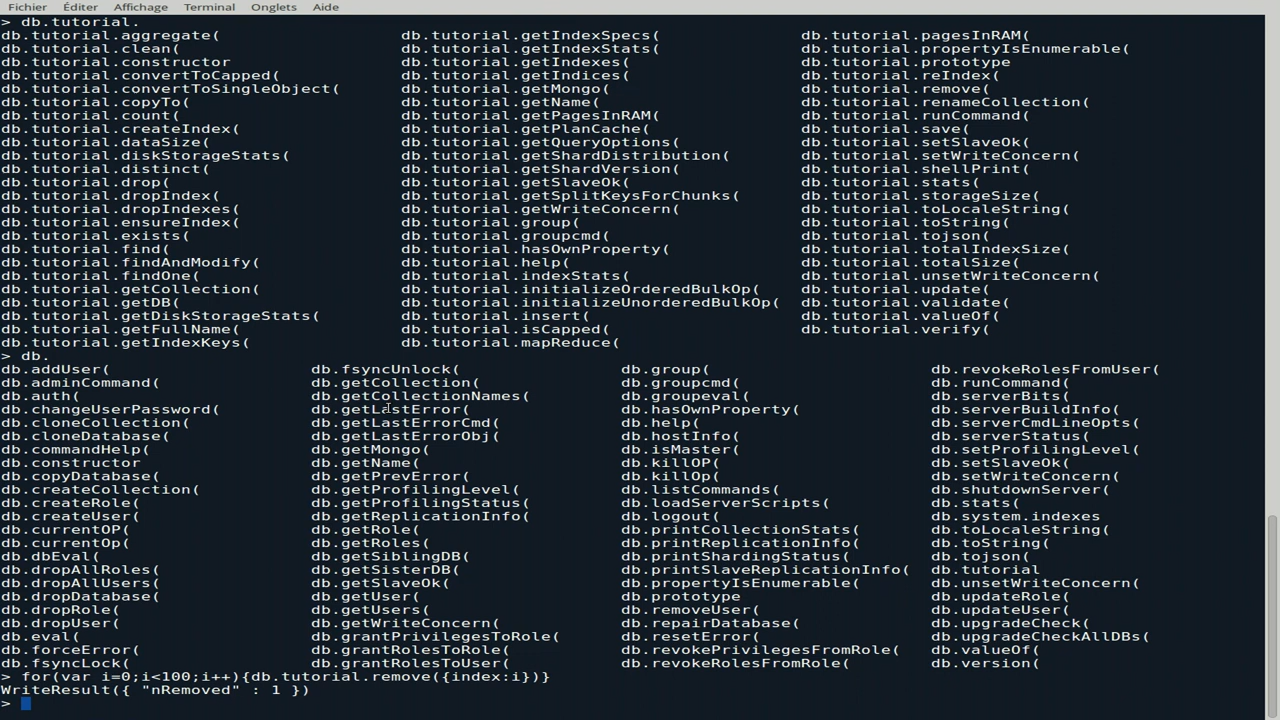 Fichier Éditer Affichage Terminal Onglets Aide
> db.tutorial.
db.tutorial.aggregate( db.tutorial.getIndexSpecs( db.tutorial.pagesInRAM(
db.tutorial.clean( db.tutorial.getIndexStats( db.tutorial.propertyIsEnumerable(
db.tutorial.constructor db.tutorial.getIndexes( db.tutorial.prototype
db.tutorial.convertToCapped( db.tutorial.getIndices( db.tutorial.reIndex(
db.tutorial.convertToSingleObject( db.tutorial.getMongo( db.tutorial.remove(
db.tutorial.copyTo( db.tutorial.getName( db.tutorial.renameCollection(
db.tutorial.count( db.tutorial.getPagesInRAM( db.tutorial.runCommand(
db.tutorial.createIndex( db.tutorial.getPlanCache( db.tutorial.save(
db.tutorial.dataSize( db.tutorial.getQueryOptions( db.tutorial.setSlaveOk(
db.tutorial.diskStorageStats( db.tutorial.getShardDistribution( db.tutorial.setWriteConcern(
db.tutorial.distinct( db.tutorial.getShardVersion( db.tutorial.shellPrint(
db.tutorial.drop( db.tutorial.getSlaveOk( db.tutorial.stats(
db.tutorial.dropIndex( db.tutorial.getSplitKeysForChunks( db.tutorial.storageSize(
db.tutorial.dropIndexes( db.tutorial.getWriteConcern( db.tutorial.toLocaleString(
db.tutorial.ensureIndex( db.tutorial.group( db.tutorial.toString(
db.tutorial.exists( db.tutorial.groupcmd( db.tutorial.tojson(
db.tutorial.find( db.tutorial.hasOwnProperty( db.tutorial.totalIndexSize(
db.tutorial.findAndModify( db.tutorial.help( db.tutorial.totalSize(
db.tutorial.findOne( db.tutorial.indexStats( db.tutorial.unsetWriteConcern(
db.tutorial.getCollection( db.tutorial.initializeOrderedBulkOp( db.tutorial.update(
db.tutorial.getDB( db.tutorial.initializeUnorderedBulkOp( db.tutorial.validate(
db.tutorial.getDiskStorageStats( db.tutorial.insert( db.tutorial.valueOf(
db.tutorial.getFullName( db.tutorial.isCapped( db.tutorial.verify(
db.tutorial.getIndexKeys( db.tutorial.mapReduce(
> db.
db.addUser( db.fsyncUnlock( db.group( db.revokeRolesFromUser(
db.adminCommand( db.getCollection( db.groupcmd( db.runCommand(
db.auth( db.getCollectionNames( db.groupeval( db.serverBits(
db.changeUserPassword( db.getLastError( db.hasOwnProperty( db.serverBuildInfo(
db.cloneCollection( db.getLastErrorCmd( db.help( db.serverCmdLineOpts(
db.cloneDatabase( db.getLastErrorObj( db.hostInfo( db.serverStatus(
db.commandHelp( db.getMongo( db.isMaster( db.setProfilingLevel(
db.constructor db.getName( db.killOP( db.setSlaveOk(
db.copyDatabase( db.getPrevError( db.killOp( db.setWriteConcern(
db.createCollection( db.getProfilingLevel( db.listCommands( db.shutdownServer(
db.createRole( db.getProfilingStatus( db.loadServerScripts( db.stats(
db.createUser( db.getReplicationInfo( db.logout( db.system.indexes
db.currentOP( db.getRole( db.printCollectionStats( db.toLocaleString(
db.currentOp( db.getRoles( db.printReplicationInfo( db.toString(
db.dbEval( db.getSiblingDB( db.printShardingStatus( db.tojson(
db.dropAllRoles( db.getSisterDB( db.printSlaveReplicationInfo( db.tutorial
db.dropAllUsers( db.getSlaveOk( db.propertyIsEnumerable( db.unsetWriteConcern(
db.dropDatabase( db.getUser( db.prototype db.updateRole(
db.dropRole( db.getUsers( db.removeUser( db.updateUser(
db.dropUser( db.getWriteConcern( db.repairDatabase( db.upgradeCheck(
db.eval( db.grantPrivilegesToRole( db.resetError( db.upgradeCheckAllDBs(
db.forceError( db.grantRolesToRole( db.revokePrivilegesFromRole( db.valueOf(
db.fsyncLock( db.grantRolesToUser( db.revokeRolesFromRole( db.version(
> for(var i=0;i<100;i++){db.tutorial.remove({index:i})}
WriteResult({ "nRemoved" : 1 })
>